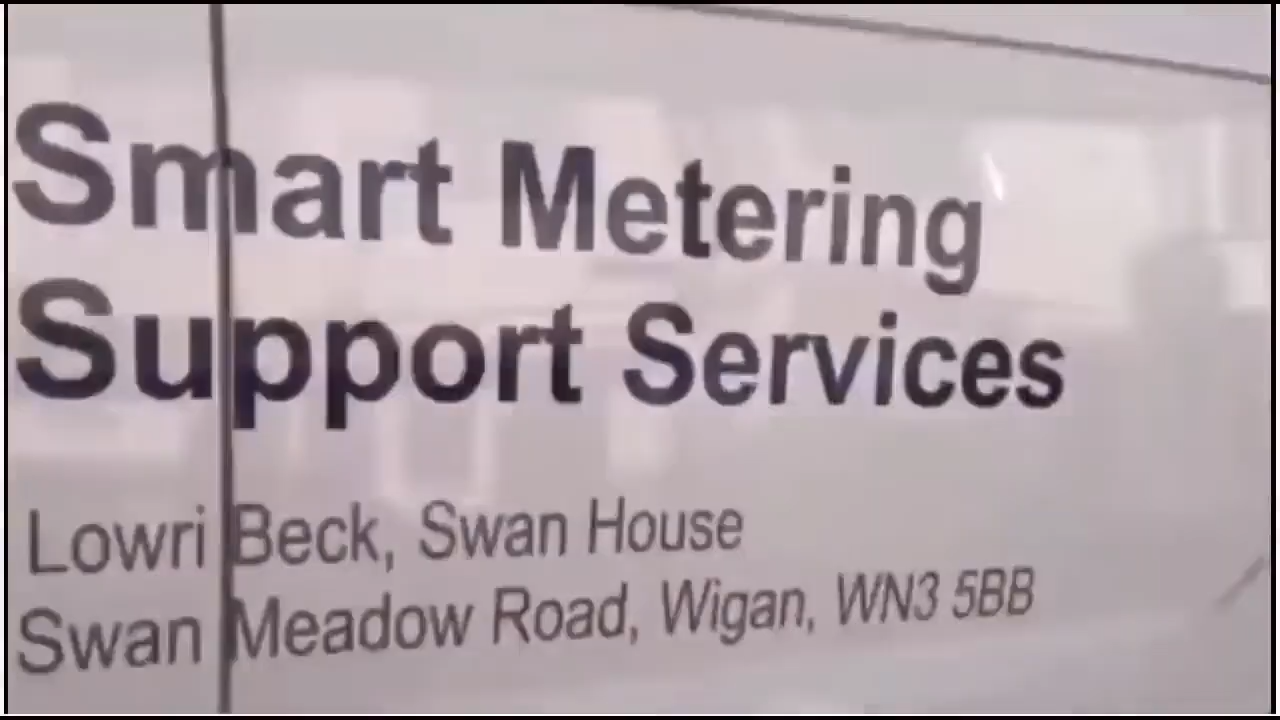 Smart Metering
Support Services
Lowri Beck, Swan House
Swan Meadow Road, Wigan, WN3 5BB